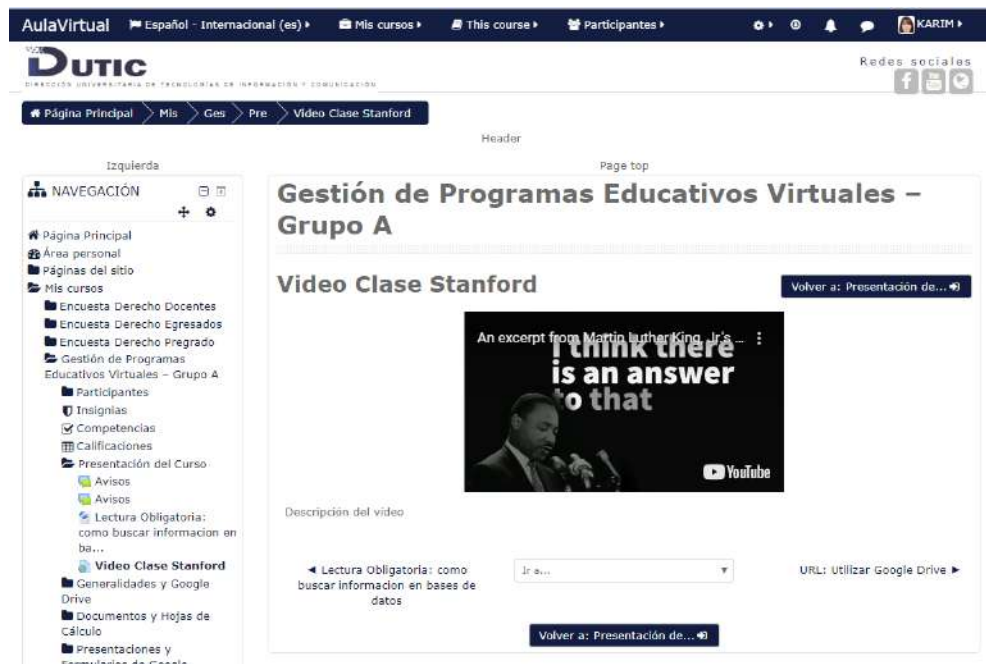 AulaVirtual Español - Internacional (es) Mis cursos This course Participantes KARIM
DUTIC
DIRECCIÓN UNIVERSITARIA DE TECNOLOGÍAS DE INFORMACIÓN Y COMUNICACIÓN
Redes sociales
Página Principal Mis Ges Pre Video Clase Stanford
Header
Izquierda
Page top
NAVEGACIÓN
Página Principal
Área personal
Páginas del sitio
Mis cursos
Encuesta Derecho Docentes
Encuesta Derecho Egresados
Encuesta Derecho Pregrado
Gestión de Programas
Educativos Virtuales – Grupo A
Participantes
Insignias
Competencias
Calificaciones
Presentación del Curso
Avisos
Avisos
Lectura Obligatoria:
como buscar informacion en
ba...
Video Clase Stanford
Generalidades y Google
Drive
Documentos y Hojas de
Cálculo
Presentaciones y
Formularios de Google
Gestión de Programas Educativos Virtuales –
Grupo A
Video Clase Stanford
Volver a: Presentación de...
An excerpt from Martin Luther King, Jr's ...
I think there
is an answer
to that
YouTube
Descripción del video
◄ Lectura Obligatoria: como
buscar informacion en bases de
datos
Ir a...
URL: Utilizar Google Drive ►
Volver a: Presentación de...